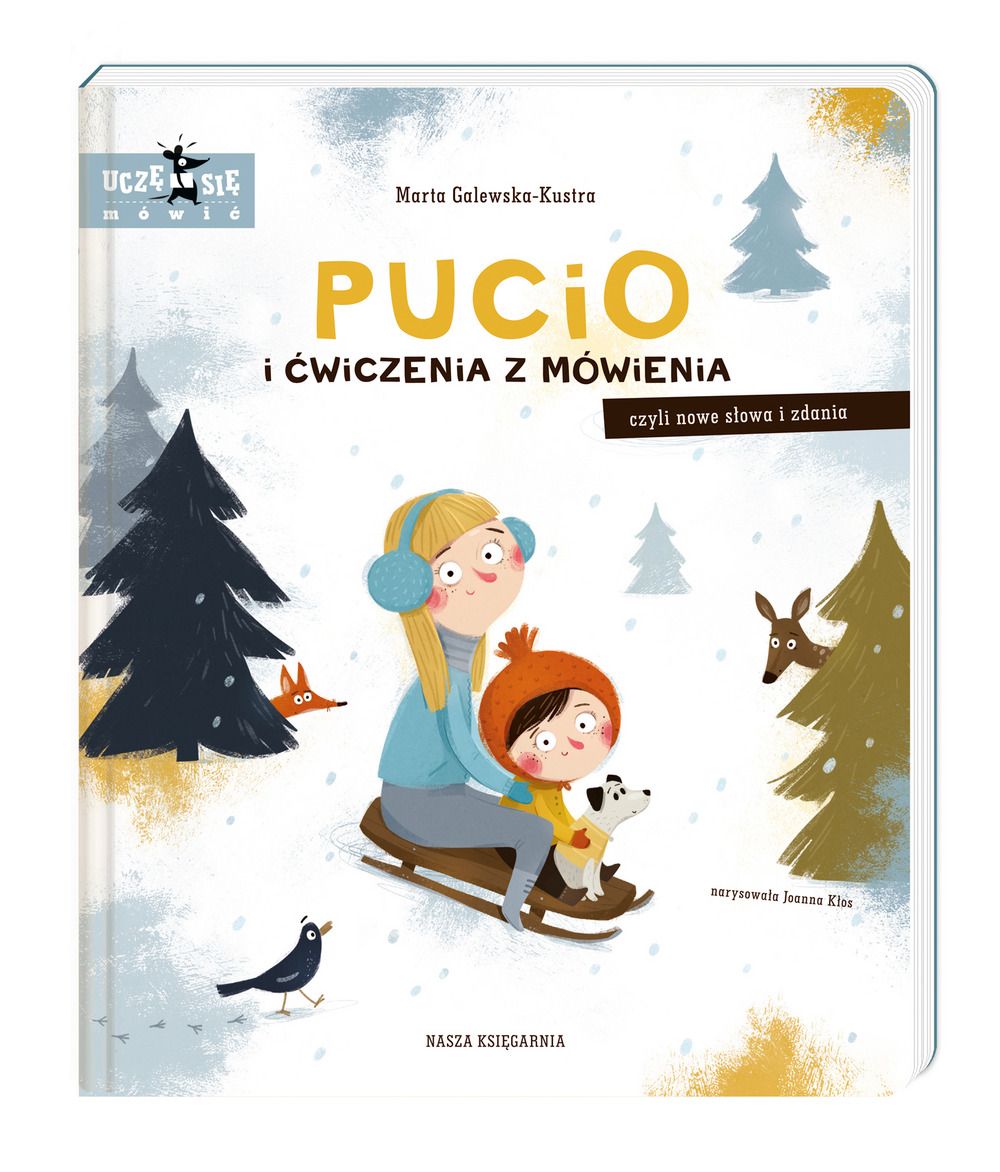 UCZĘ SIĘ
mówić
Marta Galewska-Kustra
PUCiO
i ĆWiCZENiA Z MÓWiENiA
czyli nowe słowa i zdania
narysowała Joanna Kłos
NASZA KSIĘGARNIA